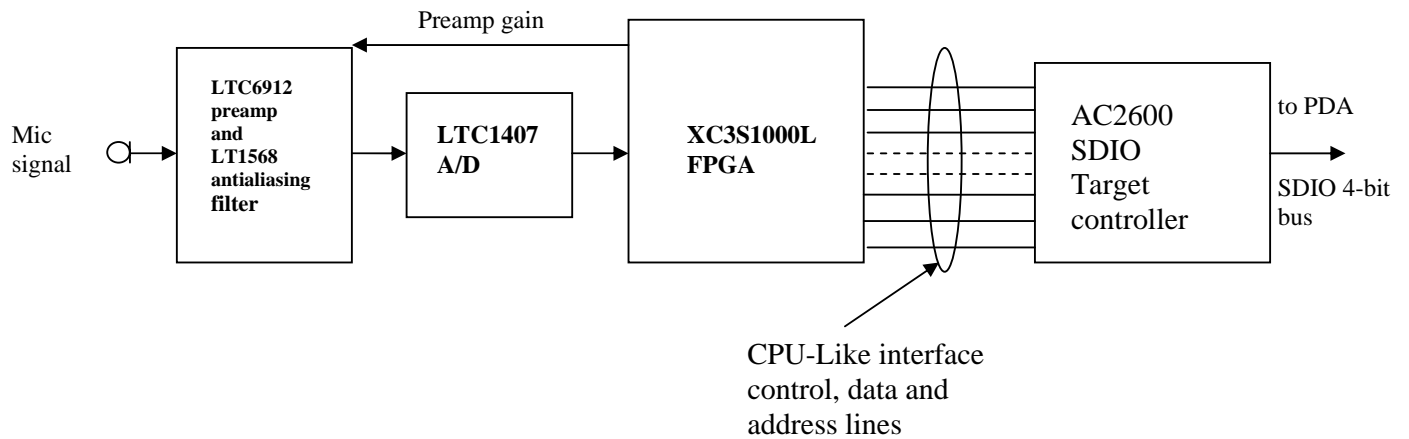 Preamp gain
Mic
signal
LTC6912
preamp
and
LT1568
antialiasing
filter
LTC1407
A/D
XC3S1000L
FPGA
AC2600
SDIO
Target
controller
to PDA
SDIO 4-bit
bus
CPU-Like interface
control, data and
address lines